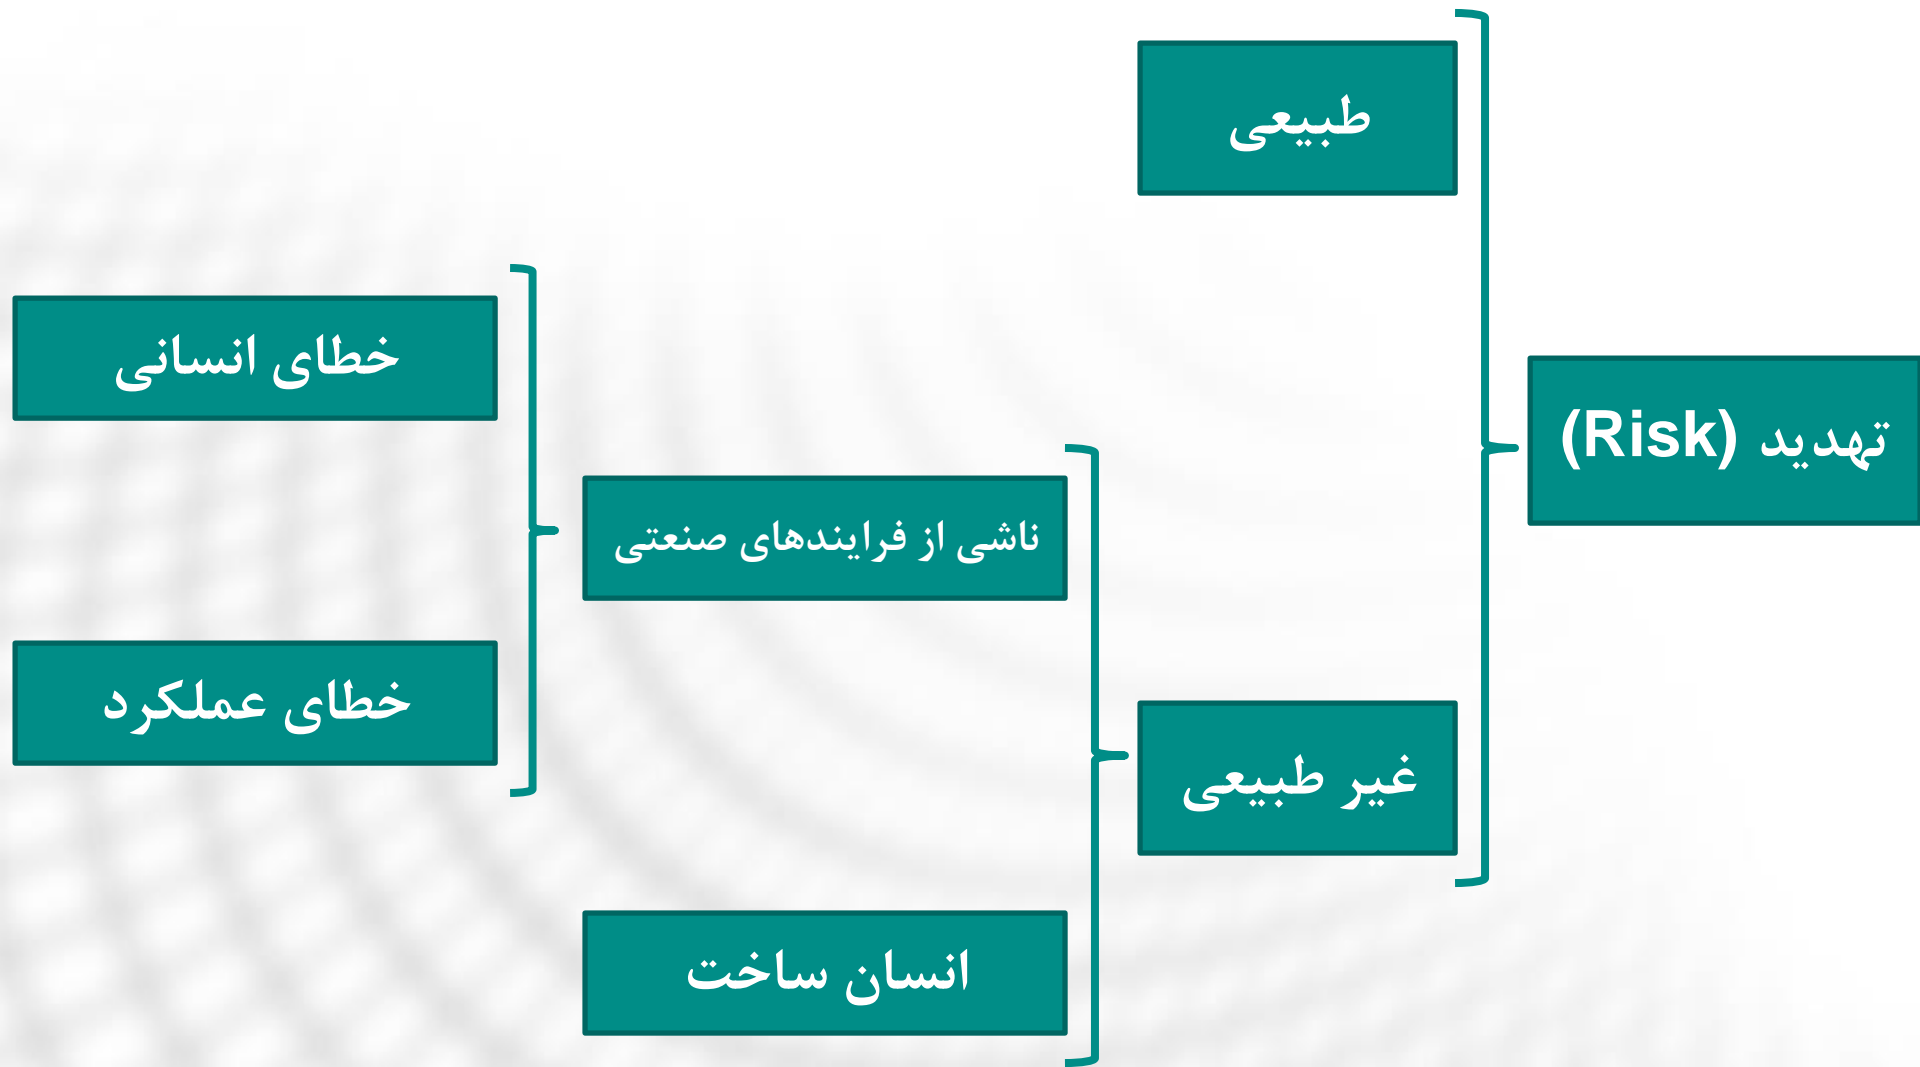 تهدید (Risk)
طبیعی
غیر طبیعی
ناشی از فرایندهای صنعتی
انسان ساخت
خطای انسانی
خطای عملکرد